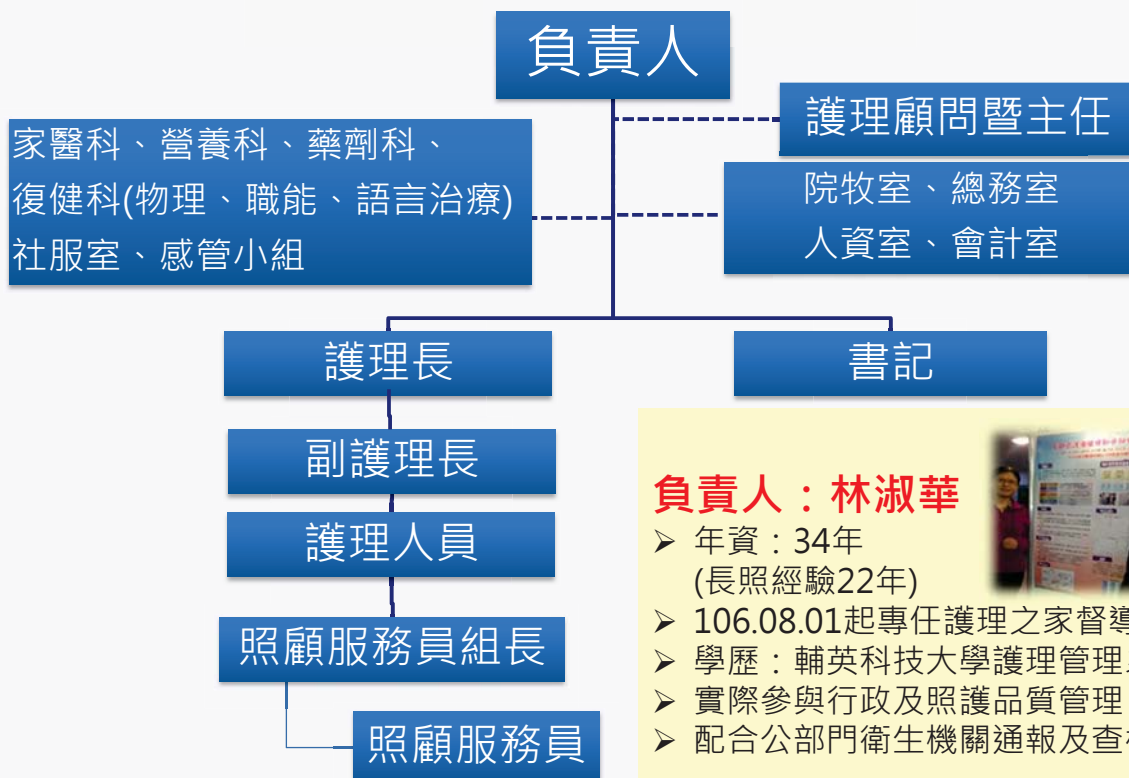 負責人
護理顧問暨主任
家醫科、營養科、藥劑科、
復健科(物理、職能、語言治療)
社服室、感管小組
院牧室、總務室
人資室、會計室
護理長
書記
副護理長
護理人員
照顧服務員組長
照顧服務員
負責人：林淑華
➢ 年資：34年
(長照經驗22年)
➢ 106.08.01起專任護理之家督導
➢ 學歷：輔英科技大學護理管理
➢ 實際參與行政及照護品質管理
➢ 配合公部門衛生機關通報及查